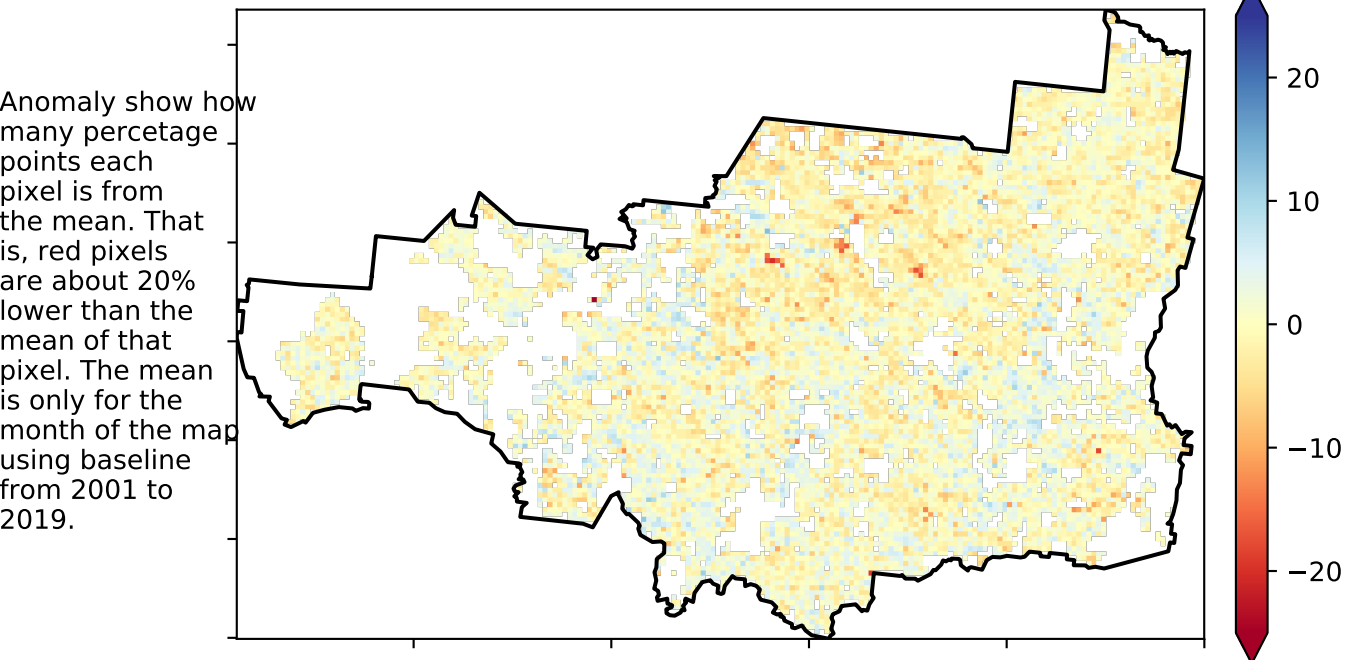 Anomaly show how
many percetage
points each
pixel is from
the mean. That
is, red pixels
are about 20%
lower than the
mean of that
pixel. The mean
is only for the
month of the map
using baseline
from 2001 to
2019.
20
10
0
−10
−20